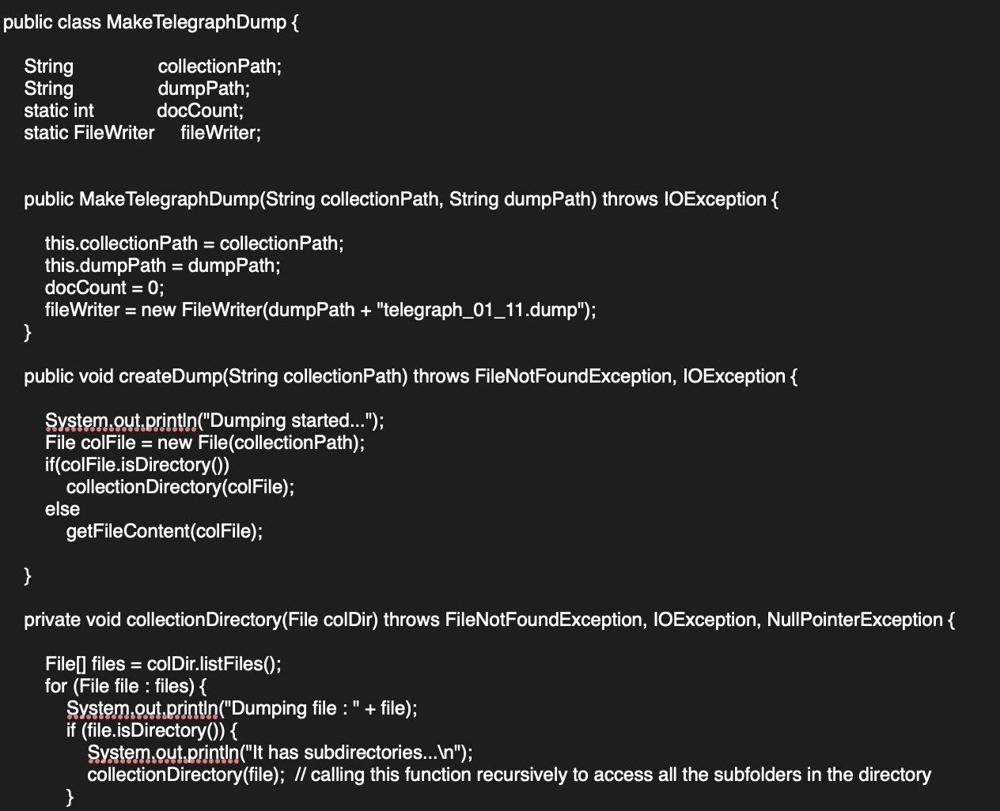 public class MakeTelegraphDump {
String collectionPath;
String dumpPath;
static int docCount;
static FileWriter fileWriter;
public MakeTelegraphDump(String collectionPath, String dumpPath) throws IOException {
this.collectionPath = collectionPath;
this.dumpPath = dumpPath;
docCount = 0;
fileWriter = new FileWriter(dumpPath + "telegraph_01_11.dump");
}
public void createDump(String collectionPath) throws FileNotFoundException, IOException {
System.out.println("Dumping started...");
File colFile = new File(collectionPath);
if(colFile.isDirectory())
collectionDirectory(colFile);
else
getFileContent(colFile);
}
private void collectionDirectory(File colDir) throws FileNotFoundException, IOException, NullPointerException {
File[] files = colDir.listFiles();
for (File file : files) {
System.out.println("Dumping file : " + file);
if (file.isDirectory()) {
System.out.println("It has subdirectories...\n");
collectionDirectory(file); // calling this function recursively to access all the subfolders in the directory
}